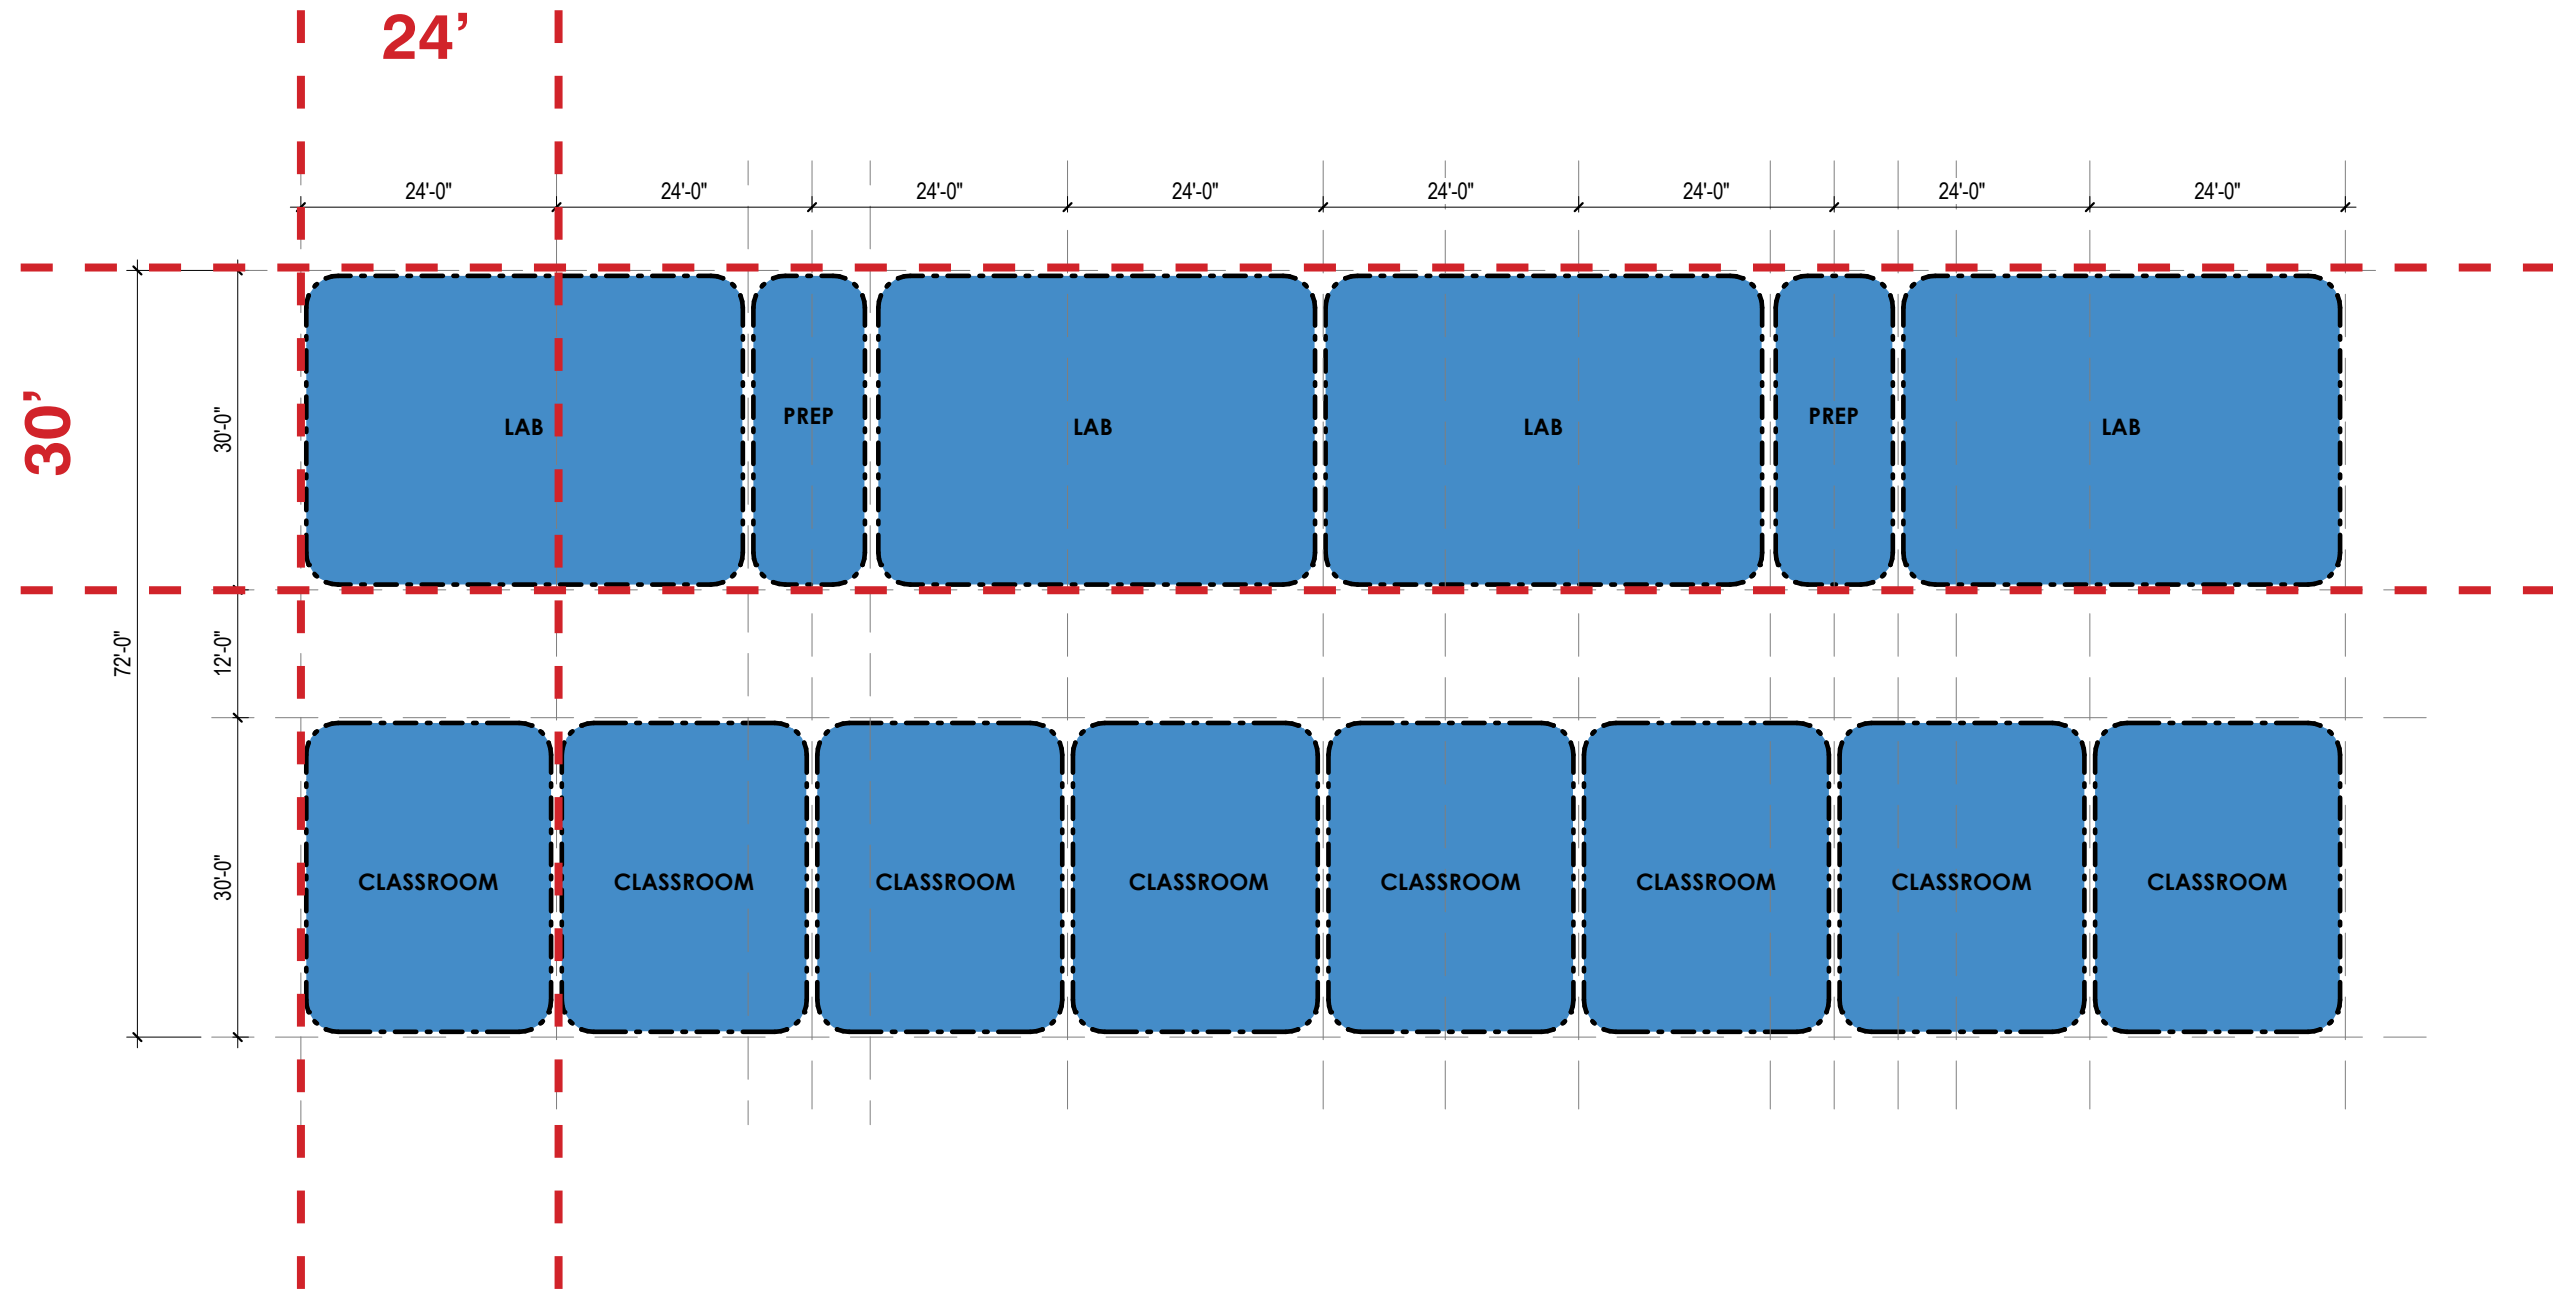 24’
24'-0" 24'-0" 24'-0" 24'-0" 24'-0" 24'-0" 24'-0" 24'-0"
30’
30'-0"
LAB PREP LAB LAB PREP LAB
72'-0"
12'-0"
30'-0"
CLASSROOM CLASSROOM CLASSROOM CLASSROOM CLASSROOM CLASSROOM CLASSROOM CLASSROOM